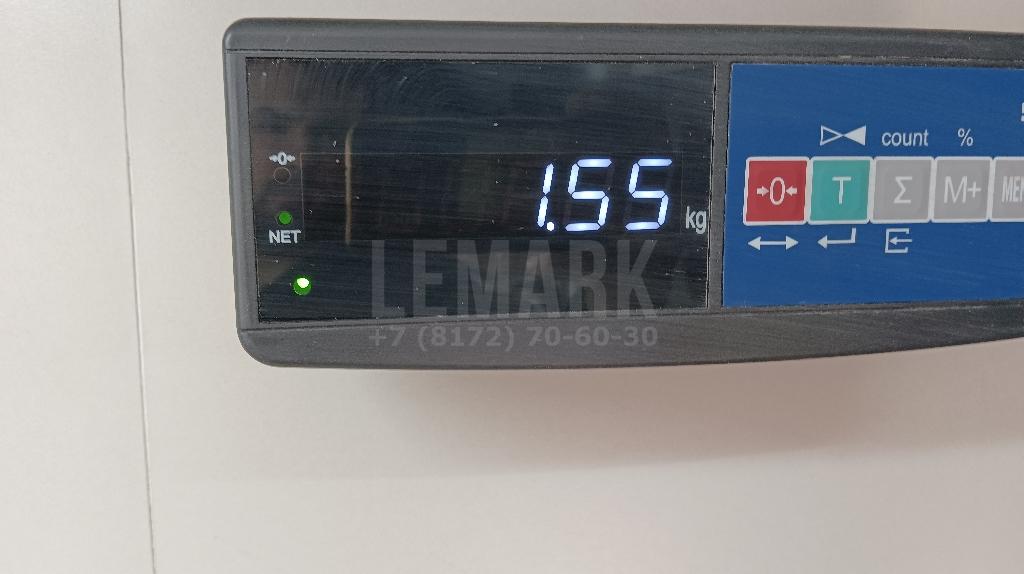 count %
→0←
→0← T Σ M+
NET
1.55 kg
LEMARK
+7 (8172) 70-60-30